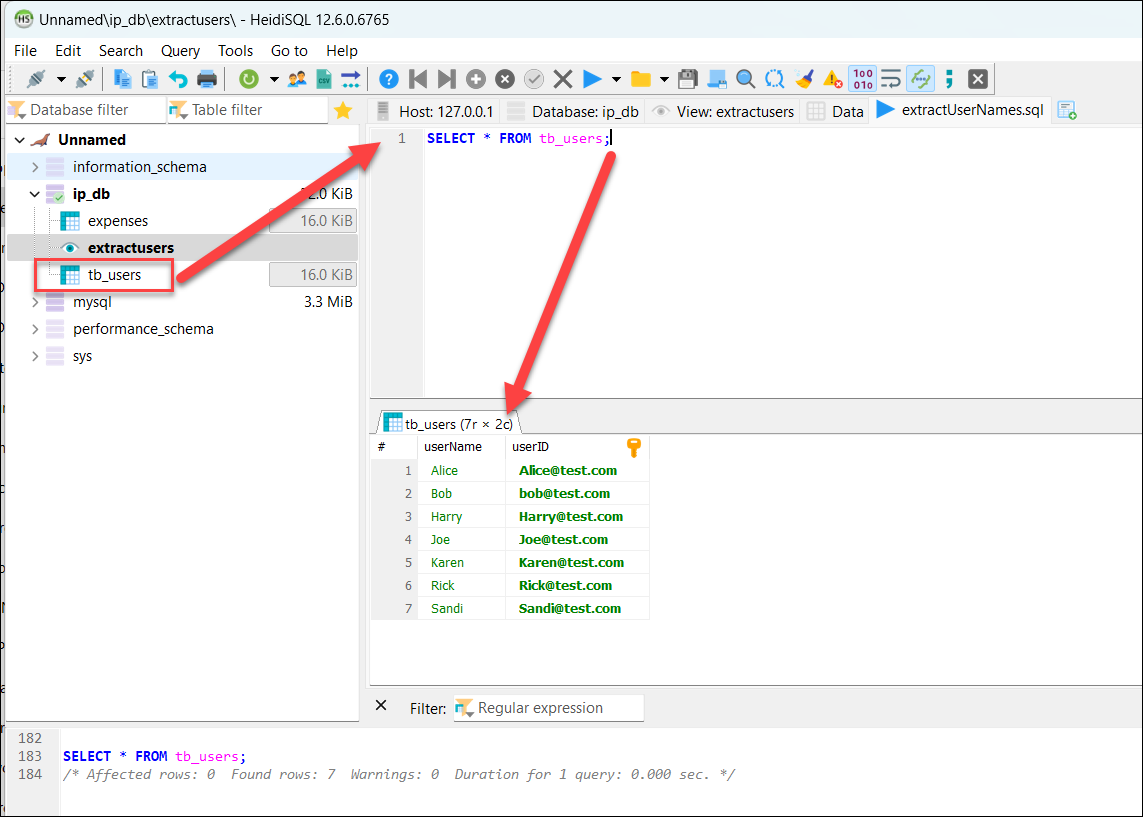 Unnamed\ip_db\extractusers\ - HeidiSQL 12.6.0.6765
File Edit Search Query Tools Go to Help
Database filter Table filter
Host: 127.0.0.1 Database: ip_db View: extractusers Data extractUserNames.sql
Unnamed
information_schema
ip_db 2.0 KiB
expenses 16.0 KiB
extractusers
tb_users 16.0 KiB
mysql 3.3 MiB
performance_schema
sys
1 SELECT * FROM tb_users;
tb_users (7r × 2c)
# userName userID
1 Alice Alice@test.com
2 Bob bob@test.com
3 Harry Harry@test.com
4 Joe Joe@test.com
5 Karen Karen@test.com
6 Rick Rick@test.com
7 Sandi Sandi@test.com
Filter: Regular expression
182
183 SELECT * FROM tb_users;
184 /* Affected rows: 0 Found rows: 7 Warnings: 0 Duration for 1 query: 0.000 sec. */